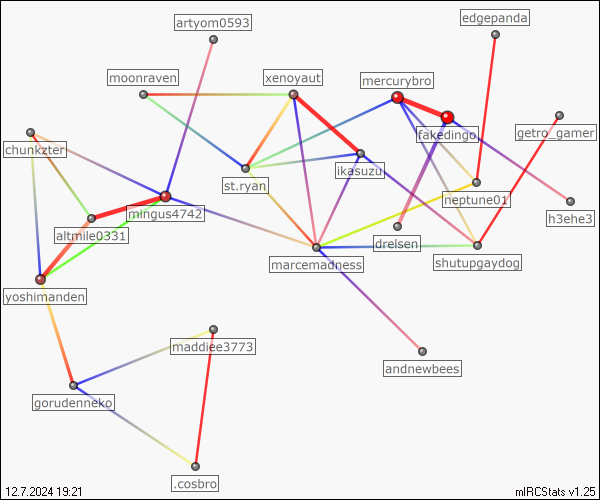 artyom0593
edgepanda
moonraven
xenoyaut
mercurybro
fakedingo
getro_gamer
chunkzter
ikasuzu
st.ryan
neptune01
mingus4742
h3ehe3
altmile0331
drelsen
marcemadness
shutupgaydog
yoshimanden
maddiee3773
andnewbees
gorudenneko
.cosbro
12.7.2024 19:21
mIRCStats v1.25